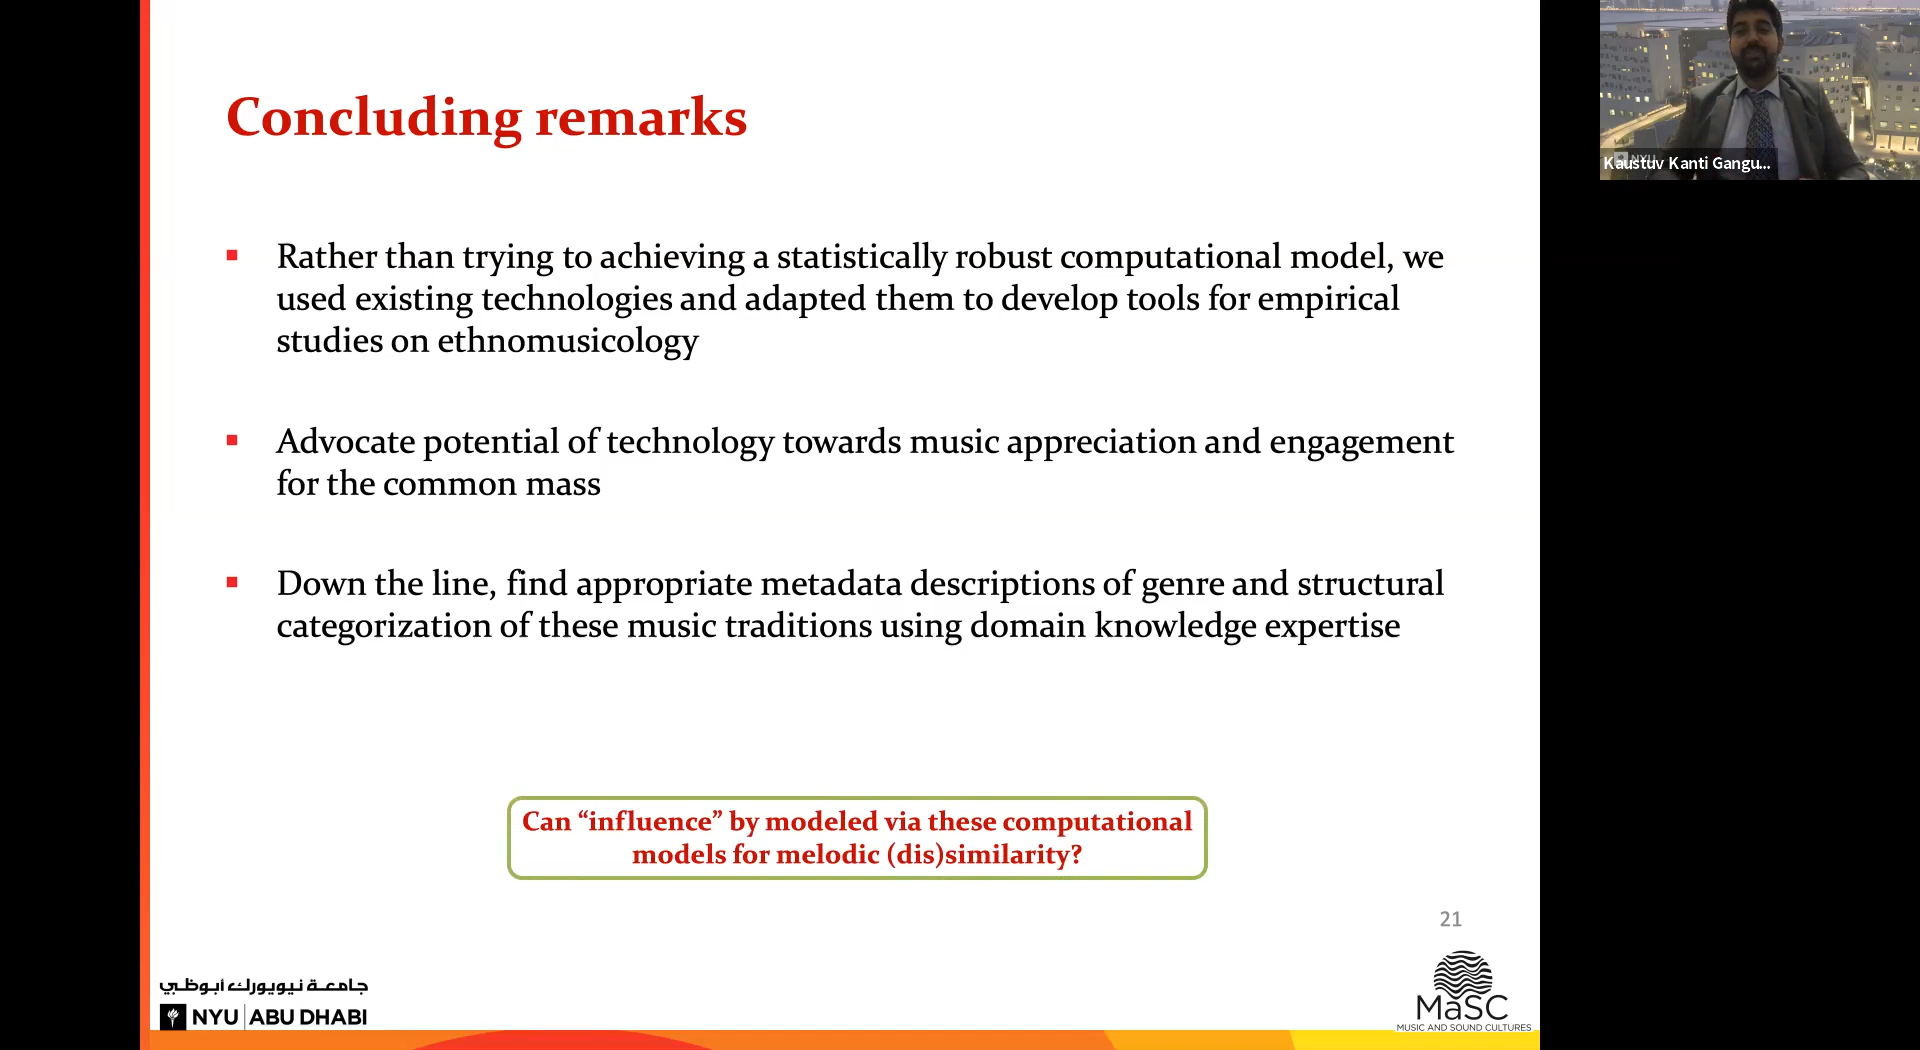 Concluding remarks
Rather than trying to achieving a statistically robust computational model, we
used existing technologies and adapted them to develop tools for empirical
studies on ethnomusicology
Advocate potential of technology towards music appreciation and engagement
for the common mass
Down the line, find appropriate metadata descriptions of genre and structural
categorization of these music traditions using domain knowledge expertise
Can “influence” by modeled via these computational
models for melodic (dis)similarity?
21
جامعة نيويورك أبوظبي
NYU | ABU DHABI
MaSC
MUSIC AND SOUND CULTURES
NYU
Kaustuv Kanti Gangu...